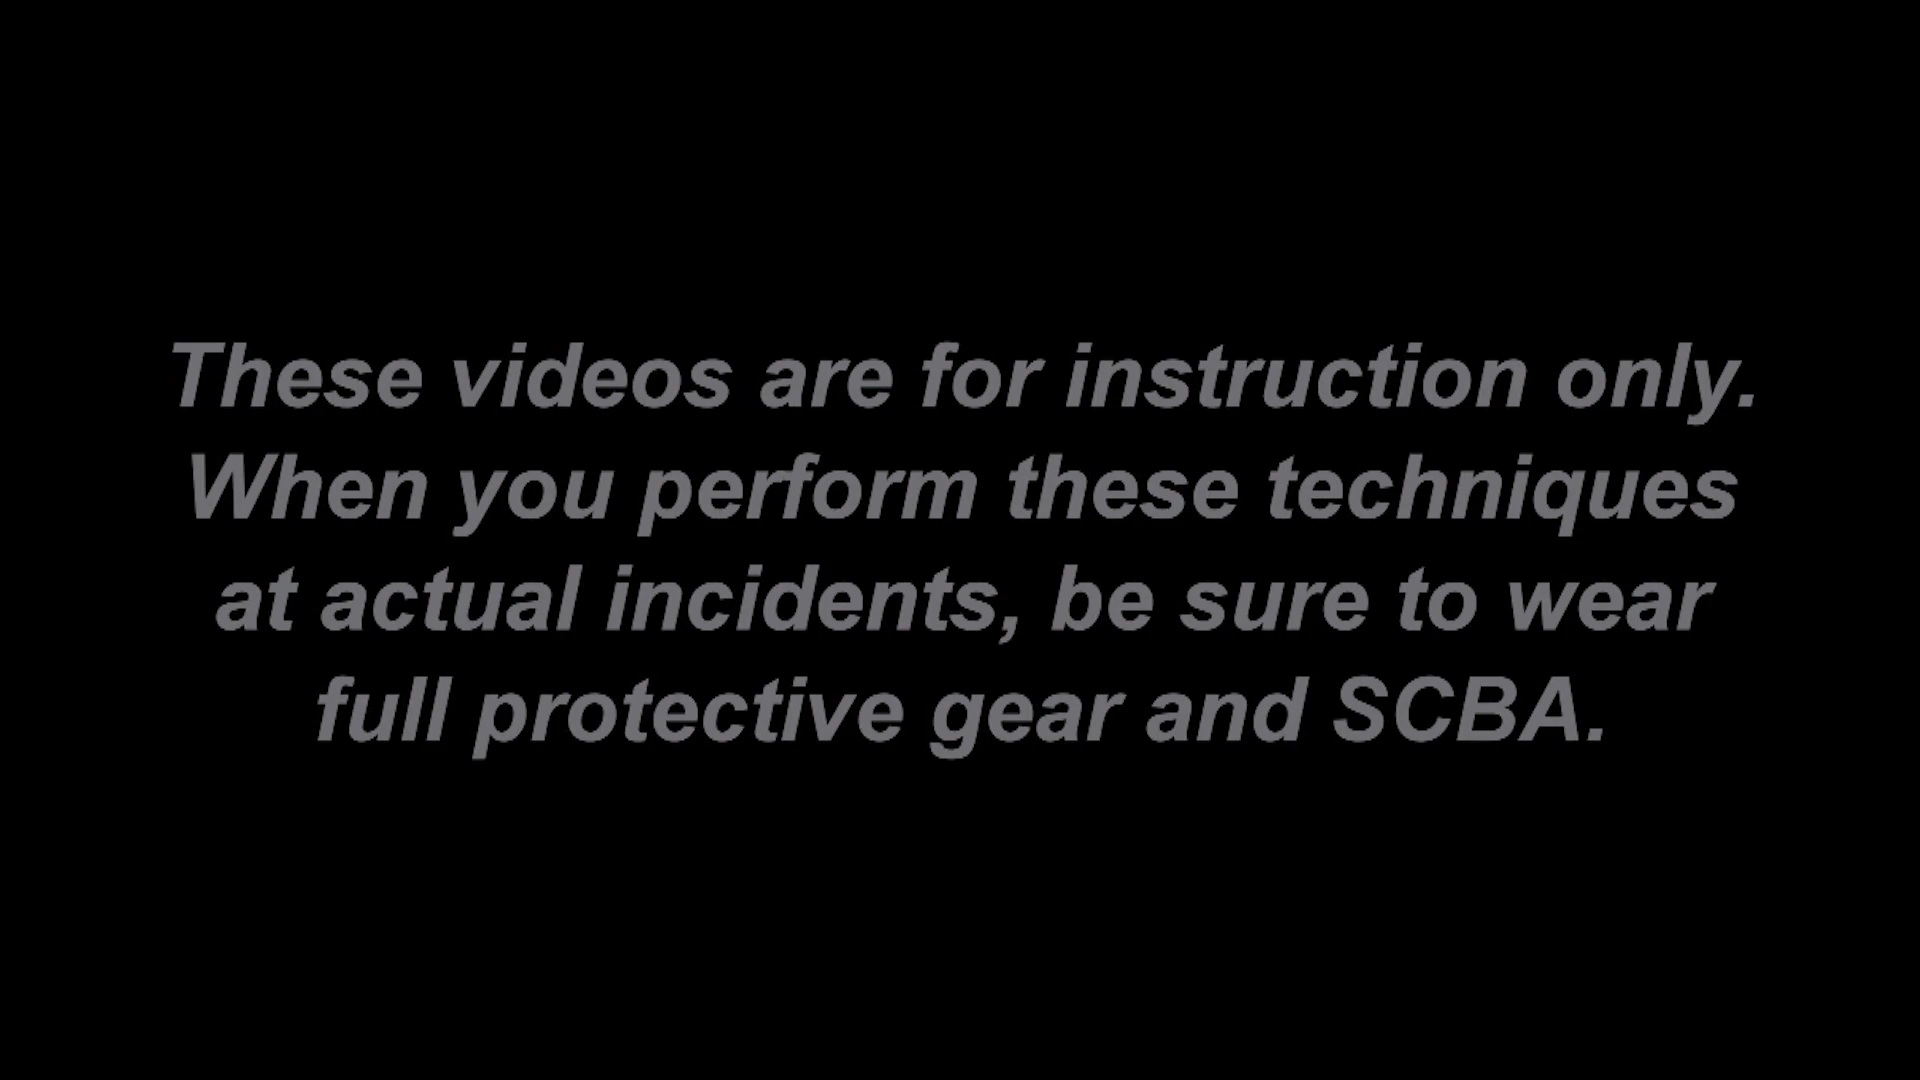 These videos are for instruction only.
When you perform these techniques
at actual incidents, be sure to wear
full protective gear and SCBA.